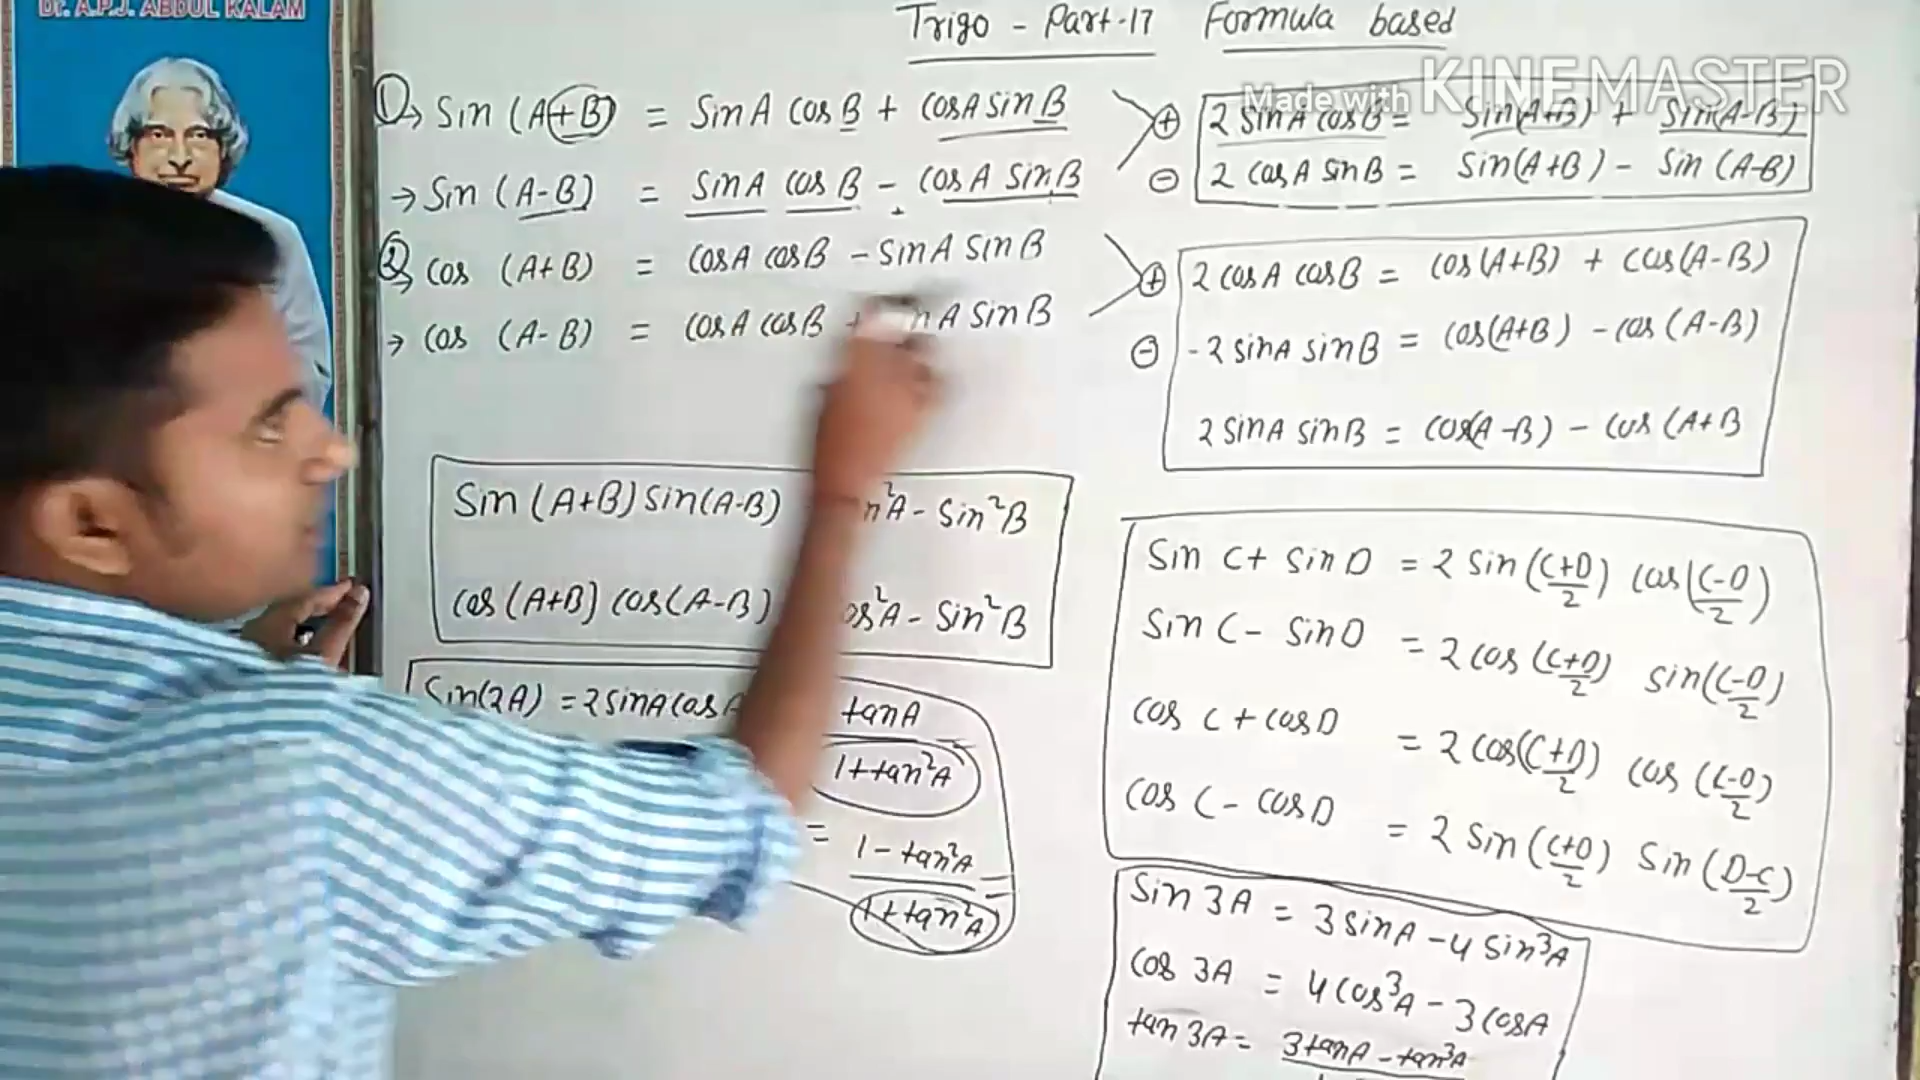 Dr. A.P.J. ABDUL KALAM
Trigo - Part-17 Formula based
Made with KINEMASTER
① → Sin (A+B) = SinA cosB + cosA sinB
→ Sin (A-B) = SinA cosB - cosA SinB
② → cos (A+B) = cosA cosB - sinA sinB
→ cos (A-B) = cosA cosB + A sinB
⊕ 2 sinA cosB = Sin(A+B) + Sin(A-B)
⊖ 2 cosA sinB = Sin(A+B) - Sin (A-B)
⊕ 2 cosA cosB = cos(A+B) + cos(A-B)
⊖ -2 sinA sinB = cos(A+B) - cos (A-B)
2 sinA sinB = cos(A-B) - cos (A+B
Sin (A+B) sin(A-B) n²A - Sin²B
cos (A+B) cos(A-B) os²A - Sin²B
Sin(2A) = 2 sinA cos A tanA
1+tan²A
= 1 - tan²A
1+tan²A
Sin C + sinD = 2 sin (C+D/2) cos (C-D/2)
Sin C - sinD = 2 cos (C+D/2) sin (C-D/2)
cos C + cosD = 2 cos (C+D/2) cos (C-D/2)
cos C - cosD = 2 sin (C+D/2) Sin (D-C/2)
Sin 3A = 3 sinA - 4 sin³A
cos 3A = 4 cos³A - 3 cosA
tan 3A = 3tanA - tan³A